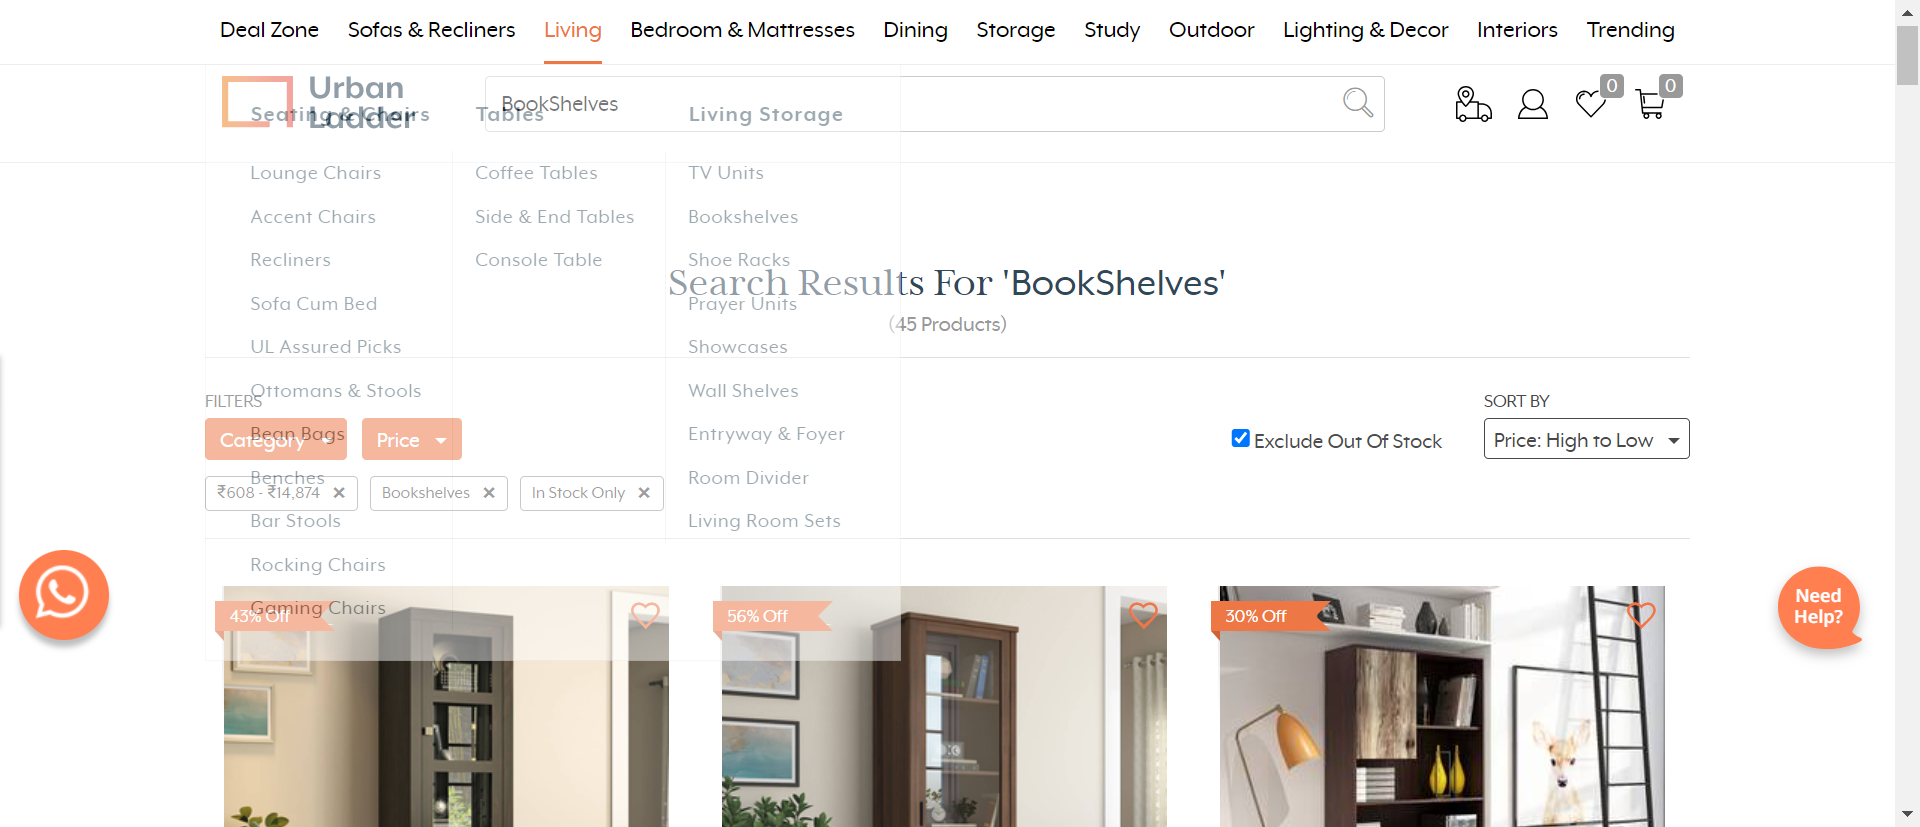 Deal Zone Sofas & Recliners Living Bedroom & Mattresses Dining Storage Study Outdoor Lighting & Decor Interiors Trending
Urban
Ladder
BookShelves
0
0
Seating & Chairs
Lounge Chairs
Accent Chairs
Recliners
Sofa Cum Bed
UL Assured Picks
Ottomans & Stools
Bean Bags
Benches
Bar Stools
Rocking Chairs
Gaming Chairs
Tables
Coffee Tables
Side & End Tables
Console Table
Living Storage
TV Units
Bookshelves
Shoe Racks
Prayer Units
Showcases
Wall Shelves
Entryway & Foyer
Room Divider
Living Room Sets
Search Results For 'BookShelves'
(45 Products)
FILTERS
Category
Price
Exclude Out Of Stock
SORT BY
Price: High to Low
₹608 - ₹14,874
Bookshelves
In Stock Only
43% Off
56% Off
30% Off
Need
Help?